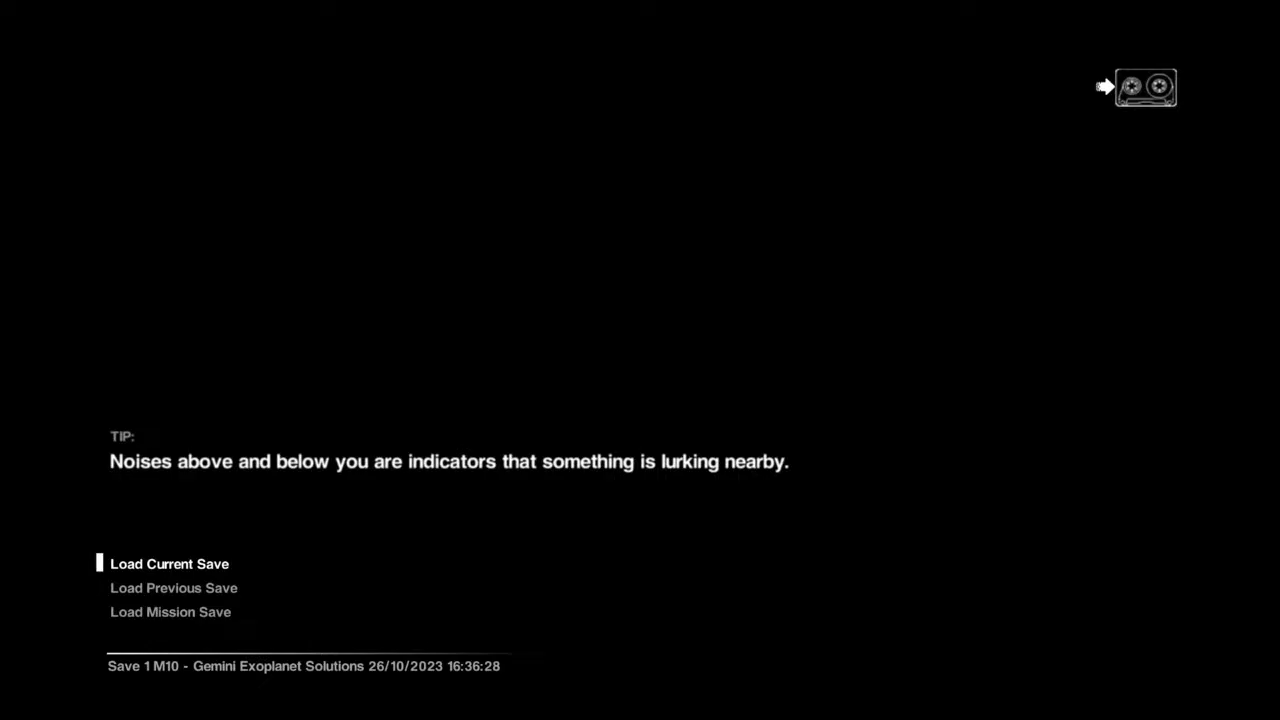 TIP:
Noises above and below you are indicators that something is lurking nearby.
Load Current Save
Load Previous Save
Load Mission Save
Save 1 M10 - Gemini Exoplanet Solutions 26/10/2023 16:36:28